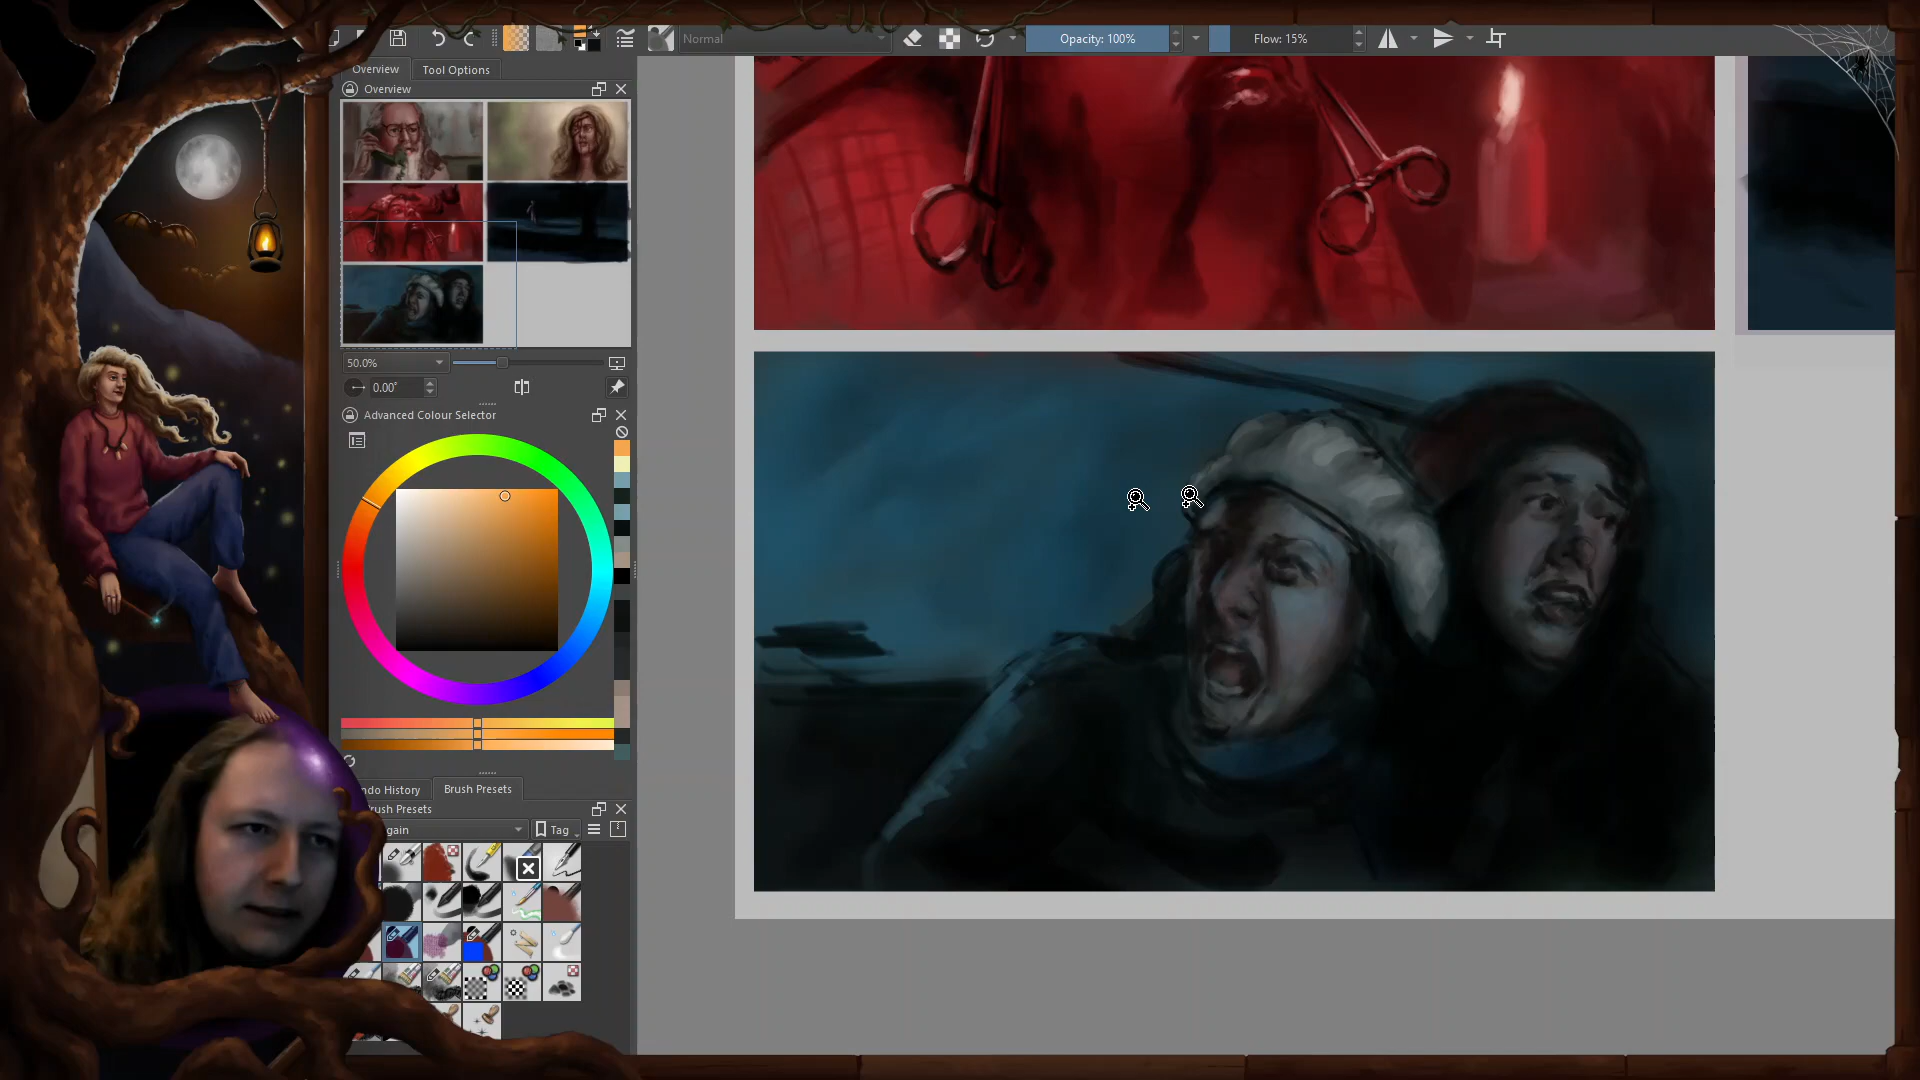 Normal
Opacity: 100%
Flow: 15%
Overview
Tool Options
Overview
50.0%
0.00°
Advanced Colour Selector
ndo History
Brush Presets
rush Presets
gain
Tag